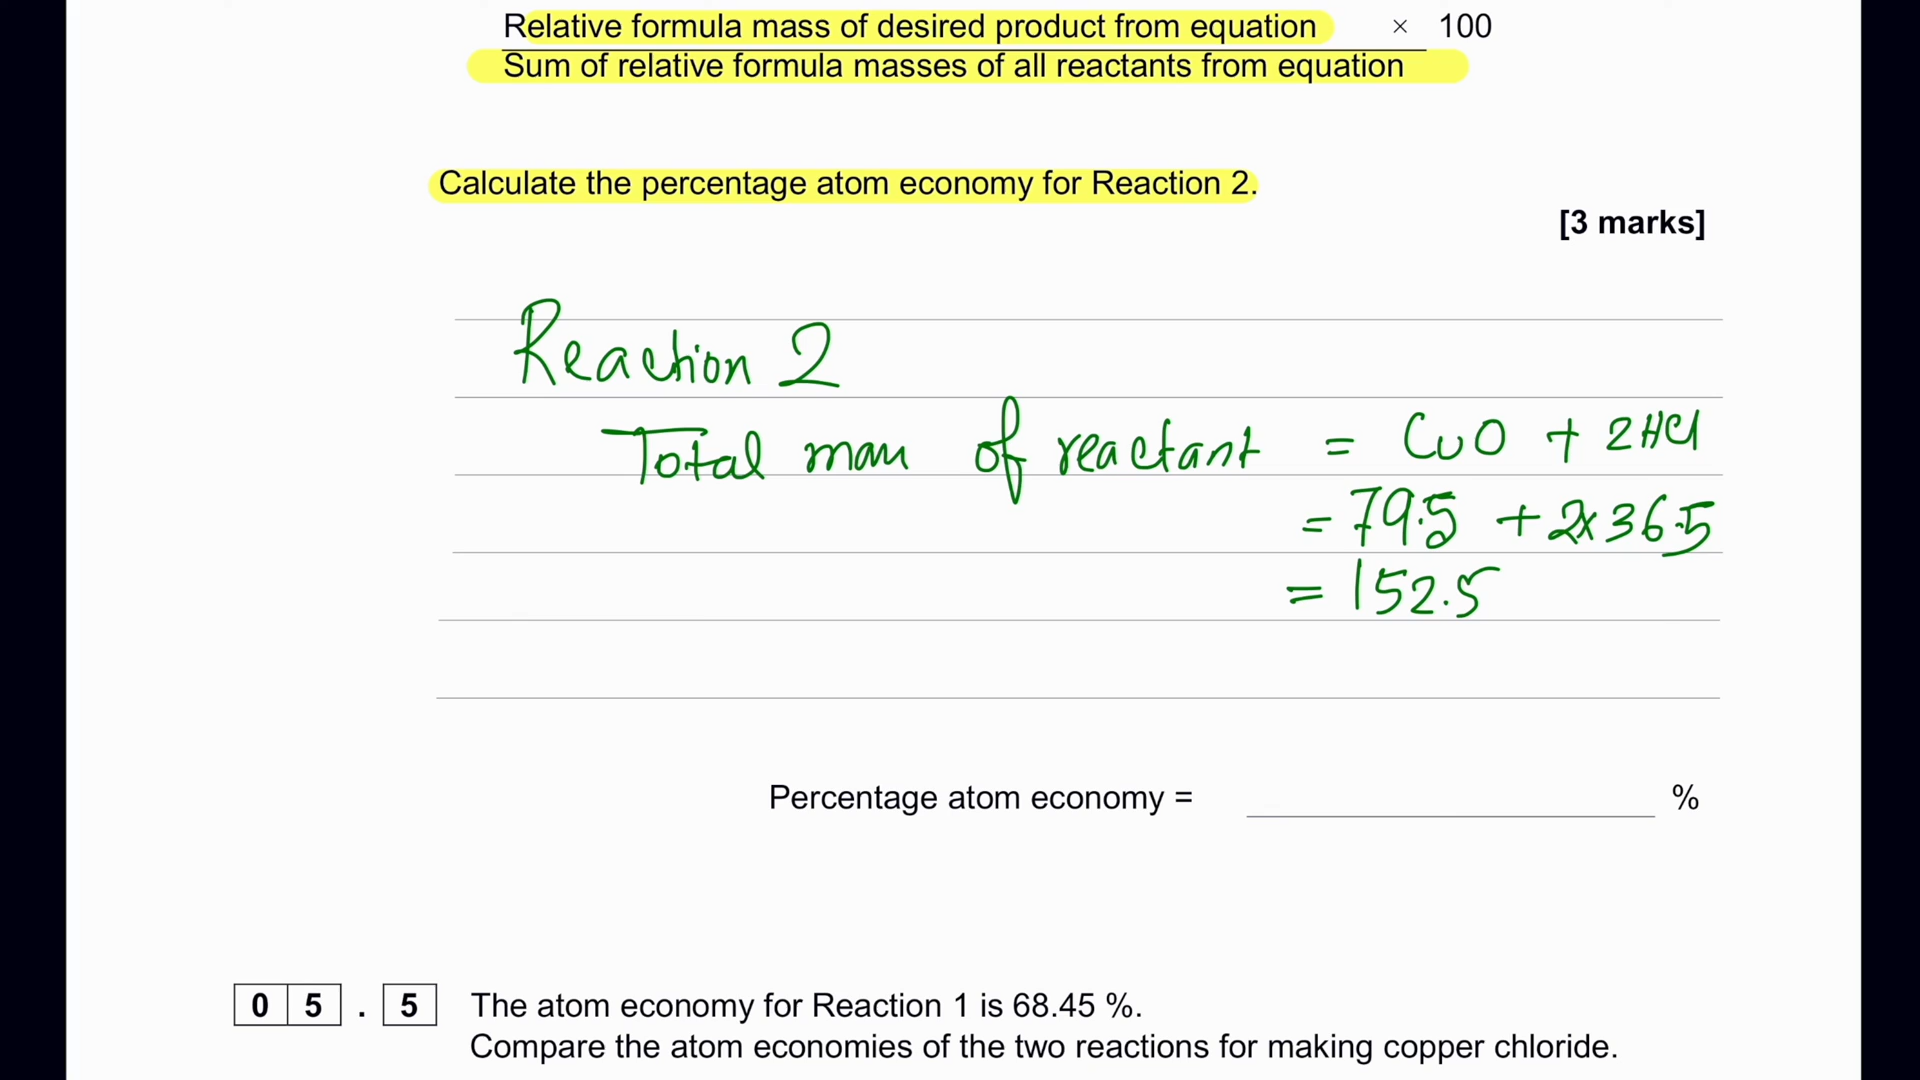 Relative formula mass of desired product from equation × 100
Sum of relative formula masses of all reactants from equation
Calculate the percentage atom economy for Reaction 2.
[3 marks]
Reaction 2
Total mass of reactant = CuO + 2HCl
= 79.5 + 2x36.5
= 152.5
Percentage atom economy = %
0 5 . 5 The atom economy for Reaction 1 is 68.45 %.
Compare the atom economies of the two reactions for making copper chloride.